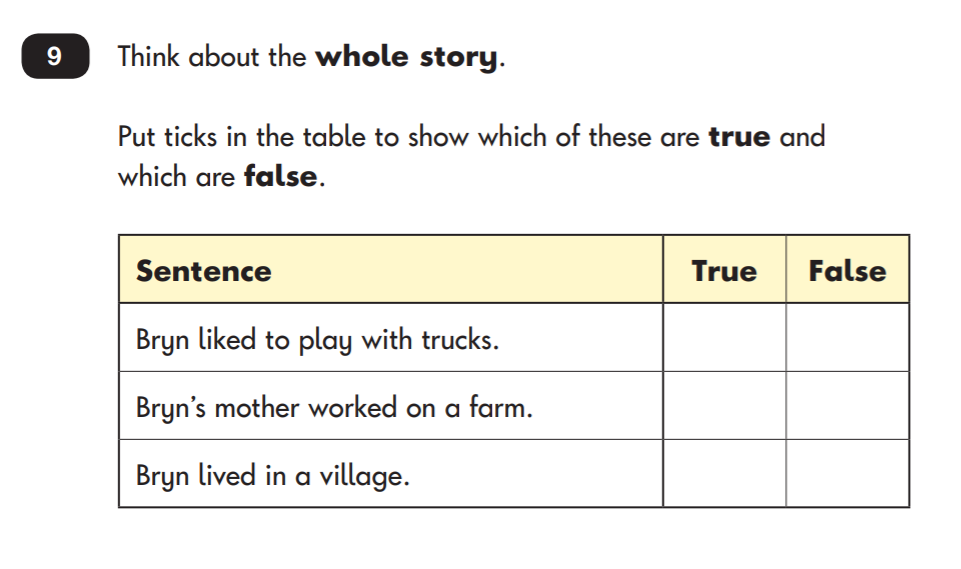 9 Think about the whole story.
Put ticks in the table to show which of these are true and
which are false.
Sentence True False
Bryn liked to play with trucks.
Bryn’s mother worked on a farm.
Bryn lived in a village.